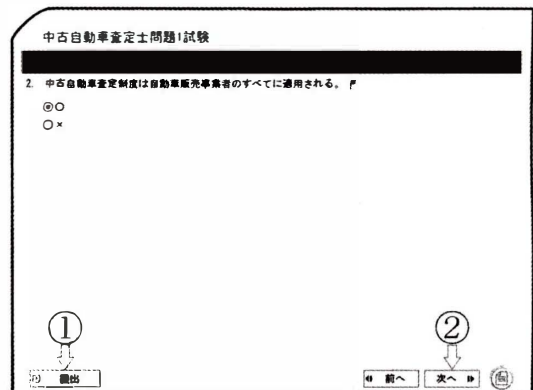 中古自動車査定士問題1試験
2. 中古自動車査定制度は自動車販売事業者のすべてに適用される。
○
×
① ②
提出 前へ 次へ